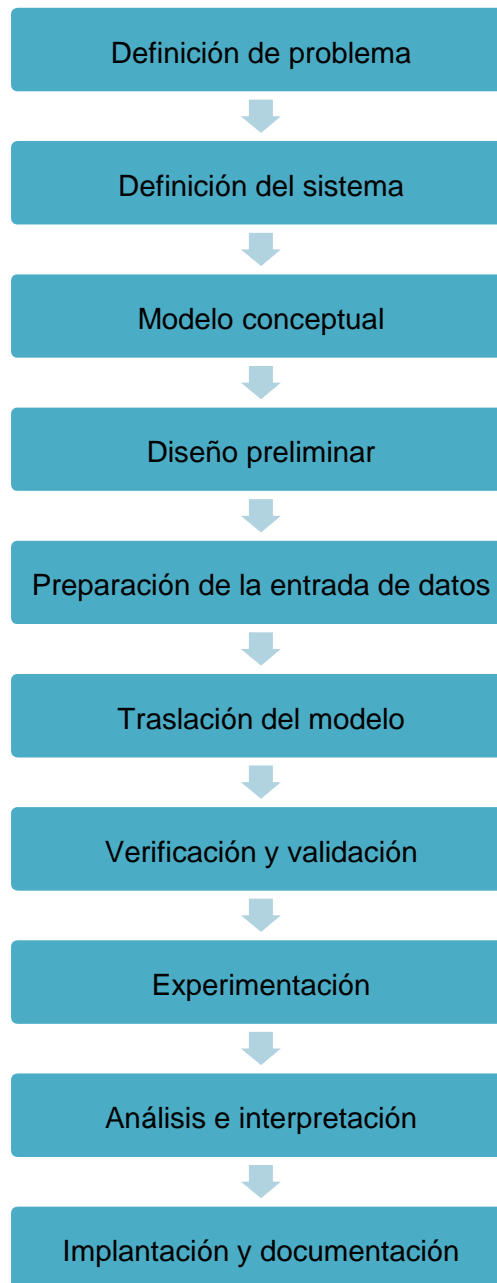 Definición de problema
Definición del sistema
Modelo conceptual
Diseño preliminar
Preparación de la entrada de datos
Traslación del modelo
Verificación y validación
Experimentación
Análisis e interpretación
Implantación y documentación